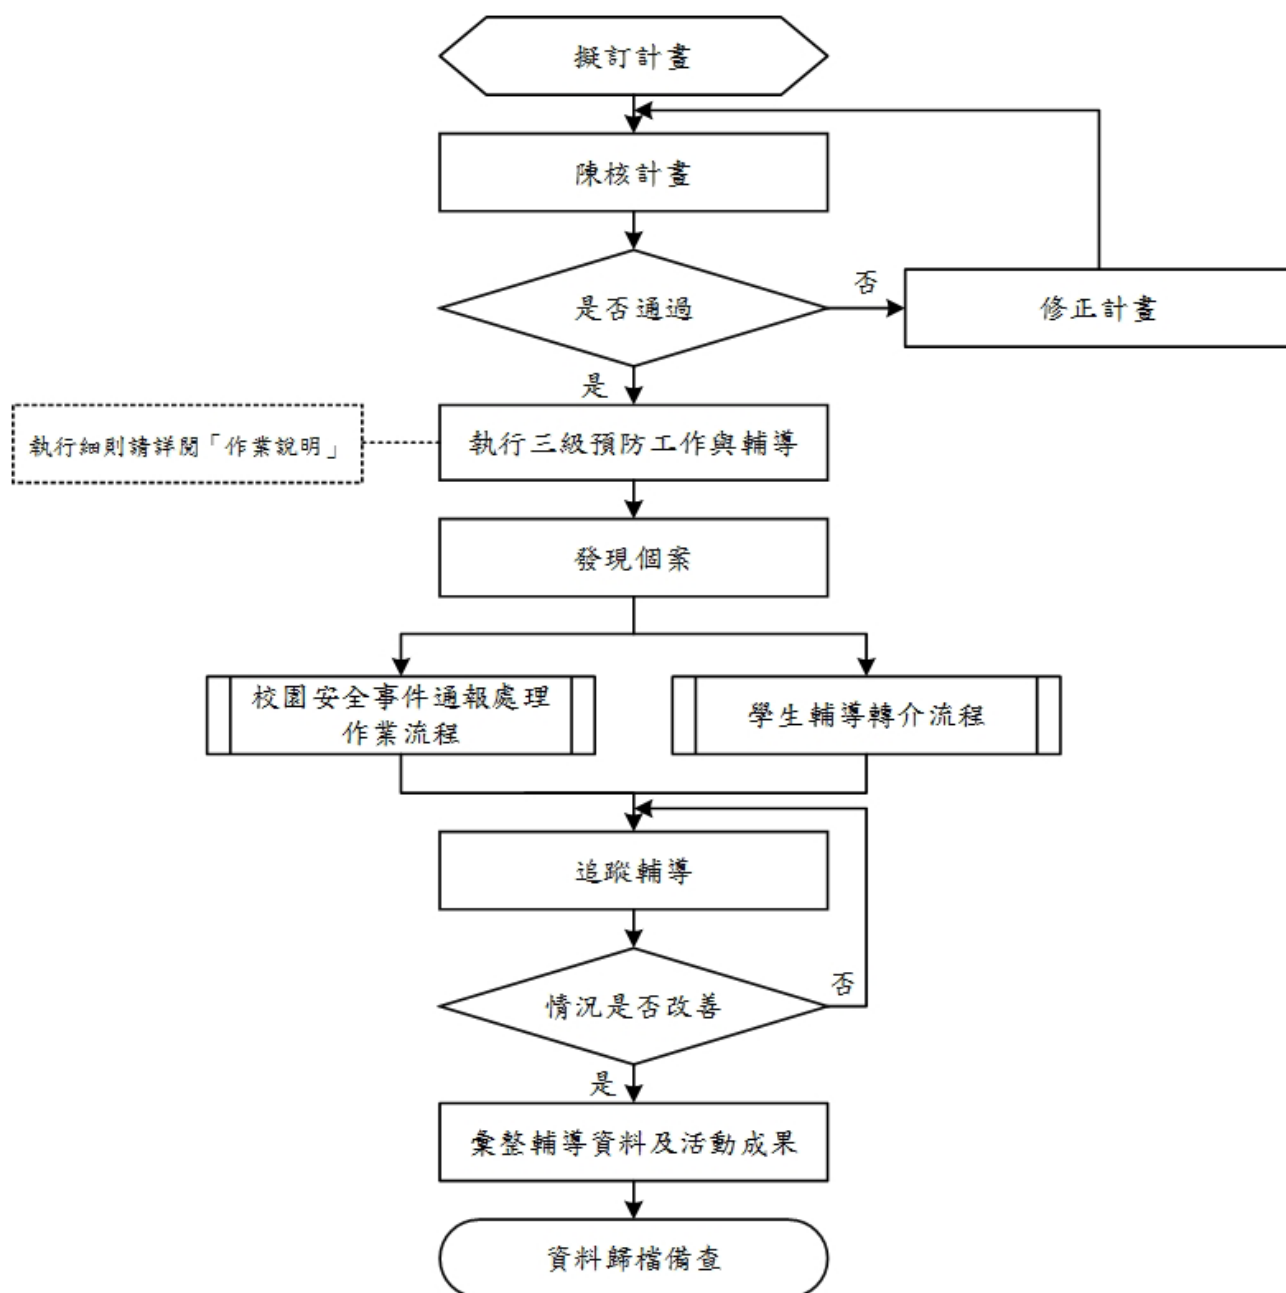 擬訂計畫
陳核計畫
是否通過
否
修正計畫
是
執行細則請詳閱「作業說明」
執行三級預防工作與輔導
發現個案
校園安全事件通報處理
作業流程
學生輔導轉介流程
追蹤輔導
情況是否改善
否
是
彙整輔導資料及活動成果
資料歸檔備查